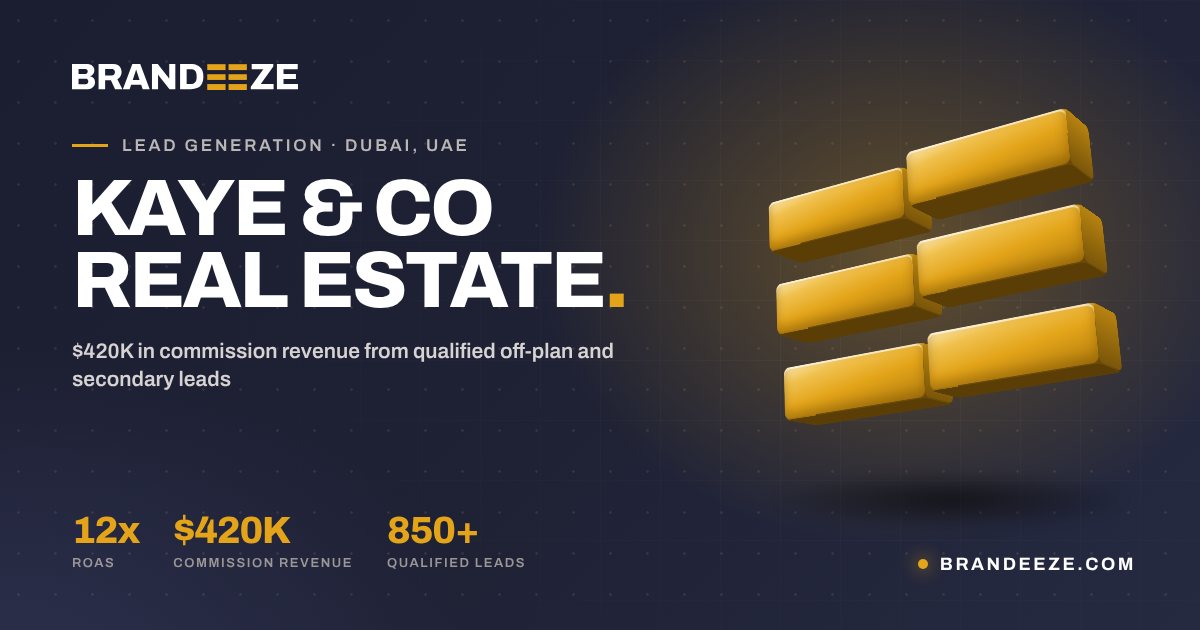 BRANDEEZE
LEAD GENERATION · DUBAI, UAE
KAYE & CO
REAL ESTATE.
$420K in commission revenue from qualified off-plan and
secondary leads
12x $420K 850+
ROAS COMMISSION REVENUE QUALIFIED LEADS
BRANDEEZE.COM